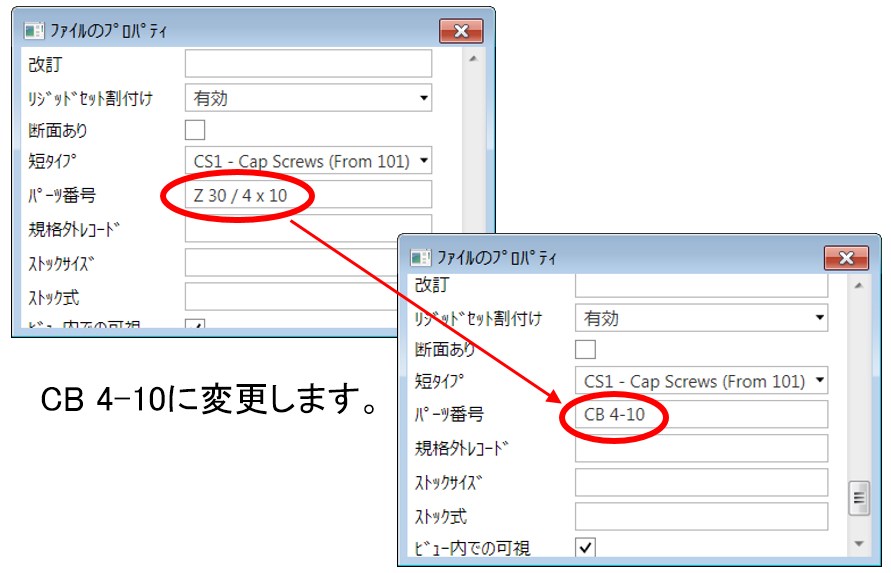 ﾌｧｲﾙのﾌﾟﾛﾊﾟﾃｨ
改訂
ﾘｼﾞｯﾄﾞｾｯﾄ割付け 有効
断面あり
短ﾀｲﾌﾟ CS1 - Cap Screws (From 101)
ﾊﾟｰﾂ番号 Z 30 / 4 x 10
規格外ﾚｺｰﾄﾞ
ｽﾄｯｸｻｲｽﾞ
ｽﾄｯｸ式
ﾋﾞｭｰ内での可視
CB 4-10に変更します。
ﾌｧｲﾙのﾌﾟﾛﾊﾟﾃｨ
改訂
ﾘｼﾞｯﾄﾞｾｯﾄ割付け 有効
断面あり
短ﾀｲﾌﾟ CS1 - Cap Screws (From 101)
ﾊﾟｰﾂ番号 CB 4-10
規格外ﾚｺｰﾄﾞ
ｽﾄｯｸｻｲｽﾞ
ｽﾄｯｸ式
ﾋﾞｭｰ内での可視